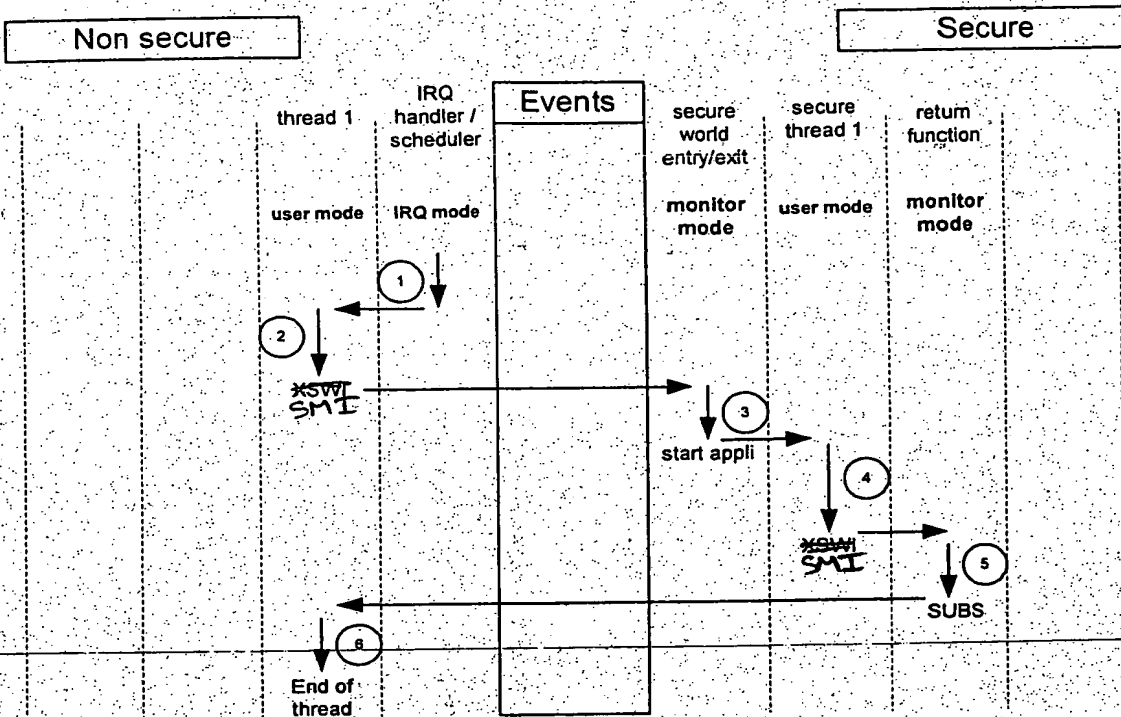 Non secure
Secure
Events
thread 1
IRQ
handler /
scheduler
secure
world
entry/exit
secure
thread 1
return
function
user mode
IRQ mode
monitor
mode
user mode
monitor
mode
1
2
XSWI
SMI
3
start appli
4
XSWI
SMI
5
SUBS
6
End of
thread